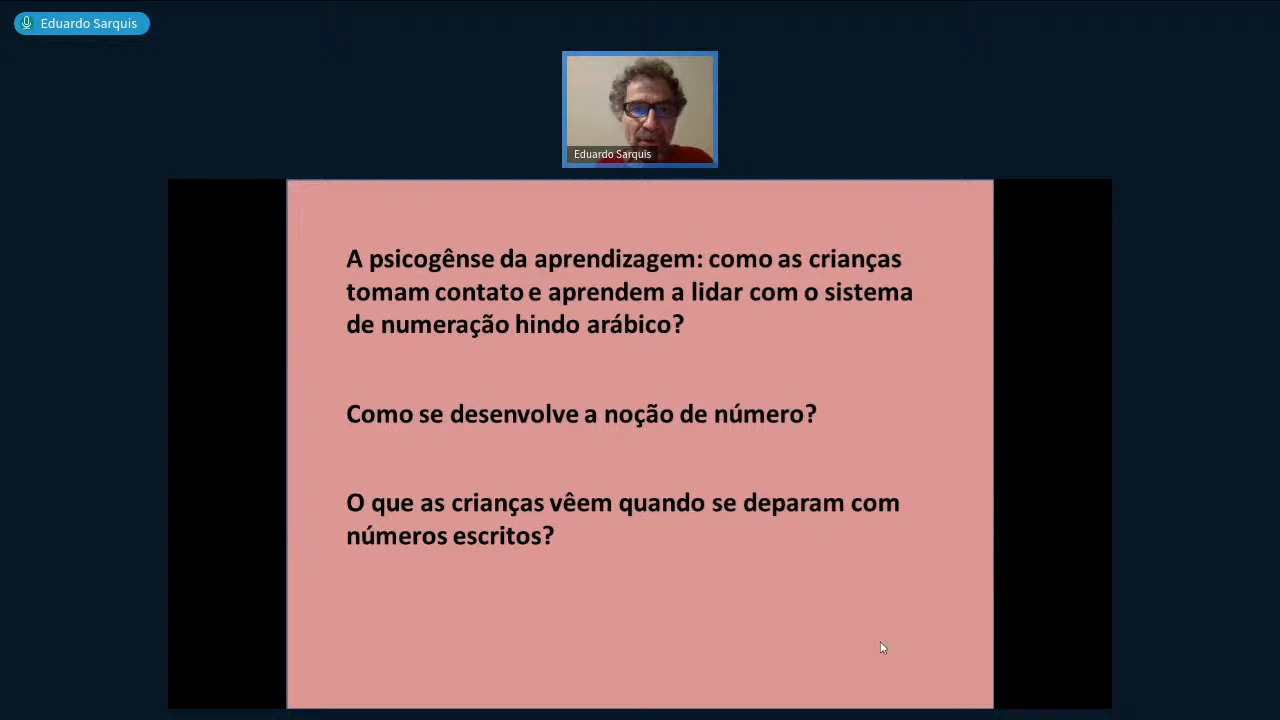 Eduardo Sarquis
Eduardo Sarquis
A psicogênse da aprendizagem: como as crianças
tomam contato e aprendem a lidar com o sistema
de numeração hindo arábico?
Como se desenvolve a noção de número?
O que as crianças vêem quando se deparam com
números escritos?